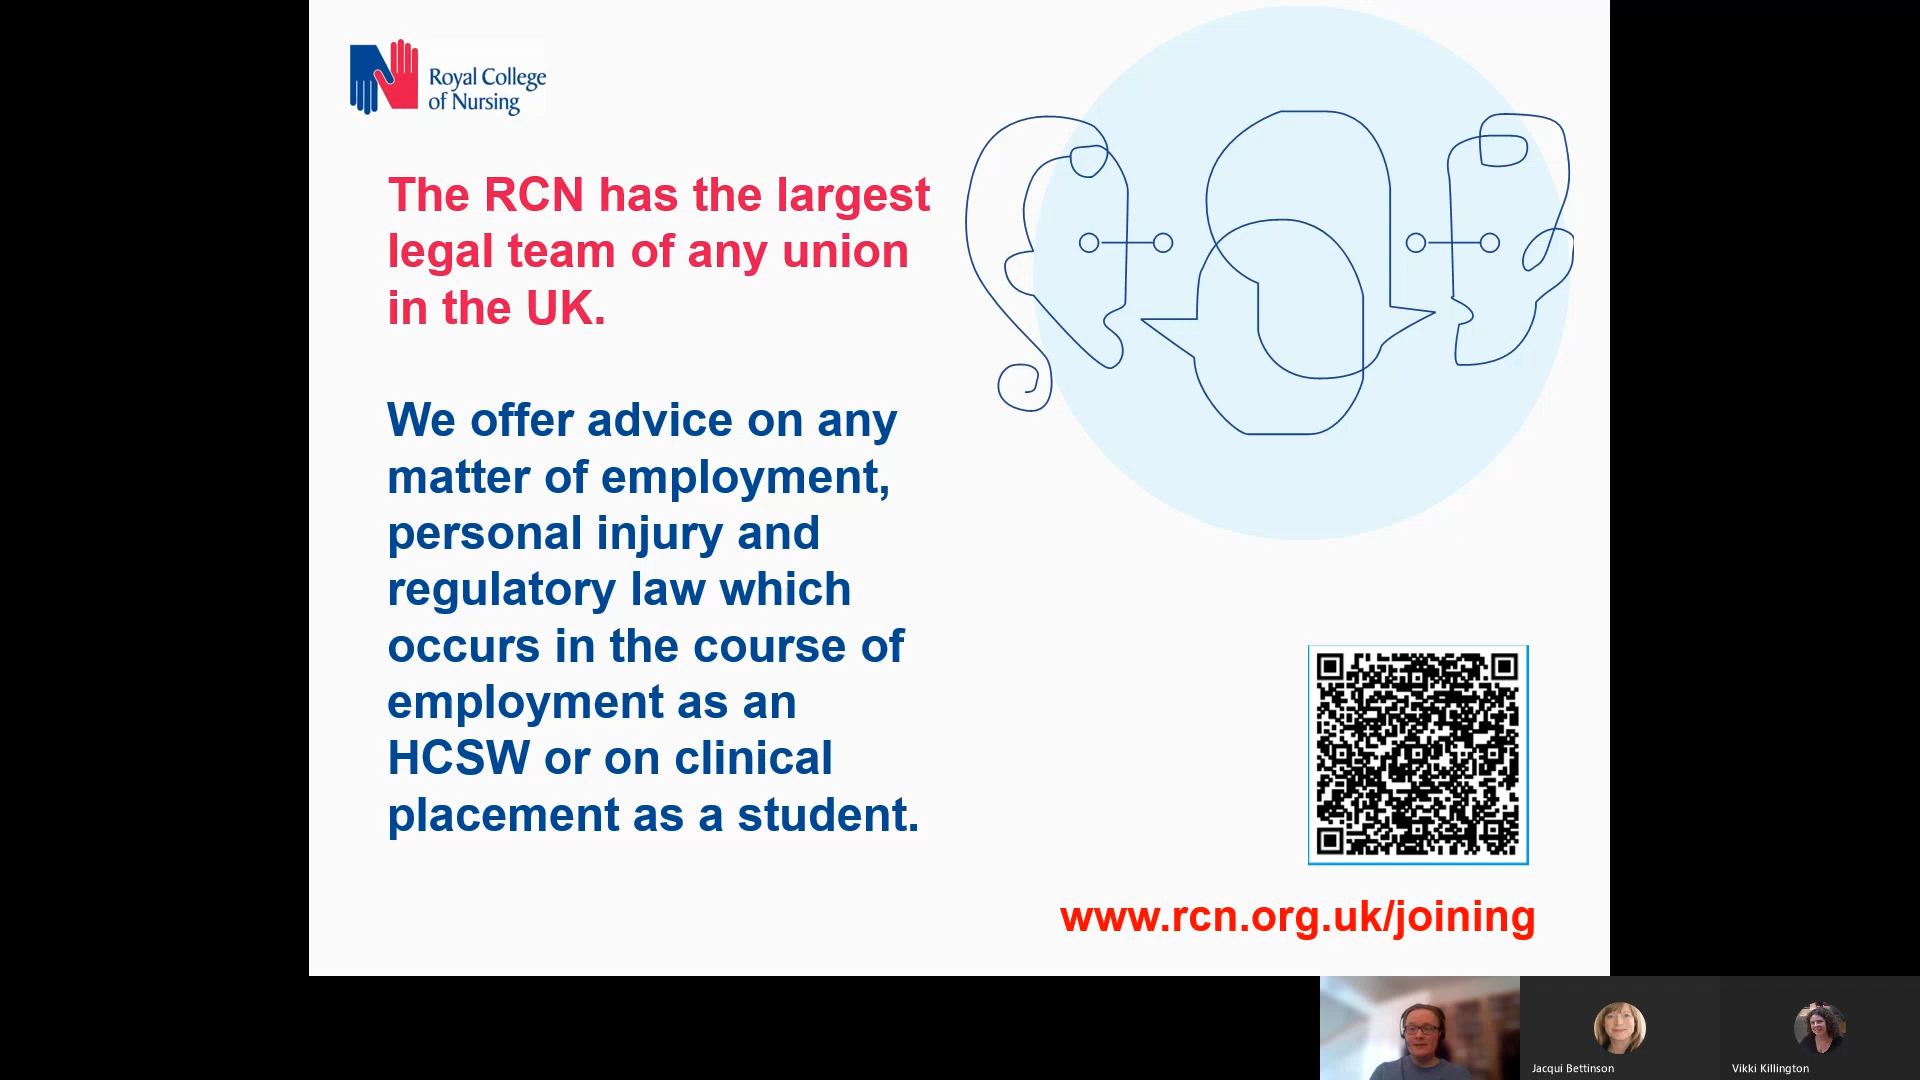 Royal College
of Nursing
The RCN has the largest
legal team of any union
in the UK.
We offer advice on any
matter of employment,
personal injury and
regulatory law which
occurs in the course of
employment as an
HCSW or on clinical
placement as a student.
www.rcn.org.uk/joining
Jacqui Bettinson
Vikki Killington